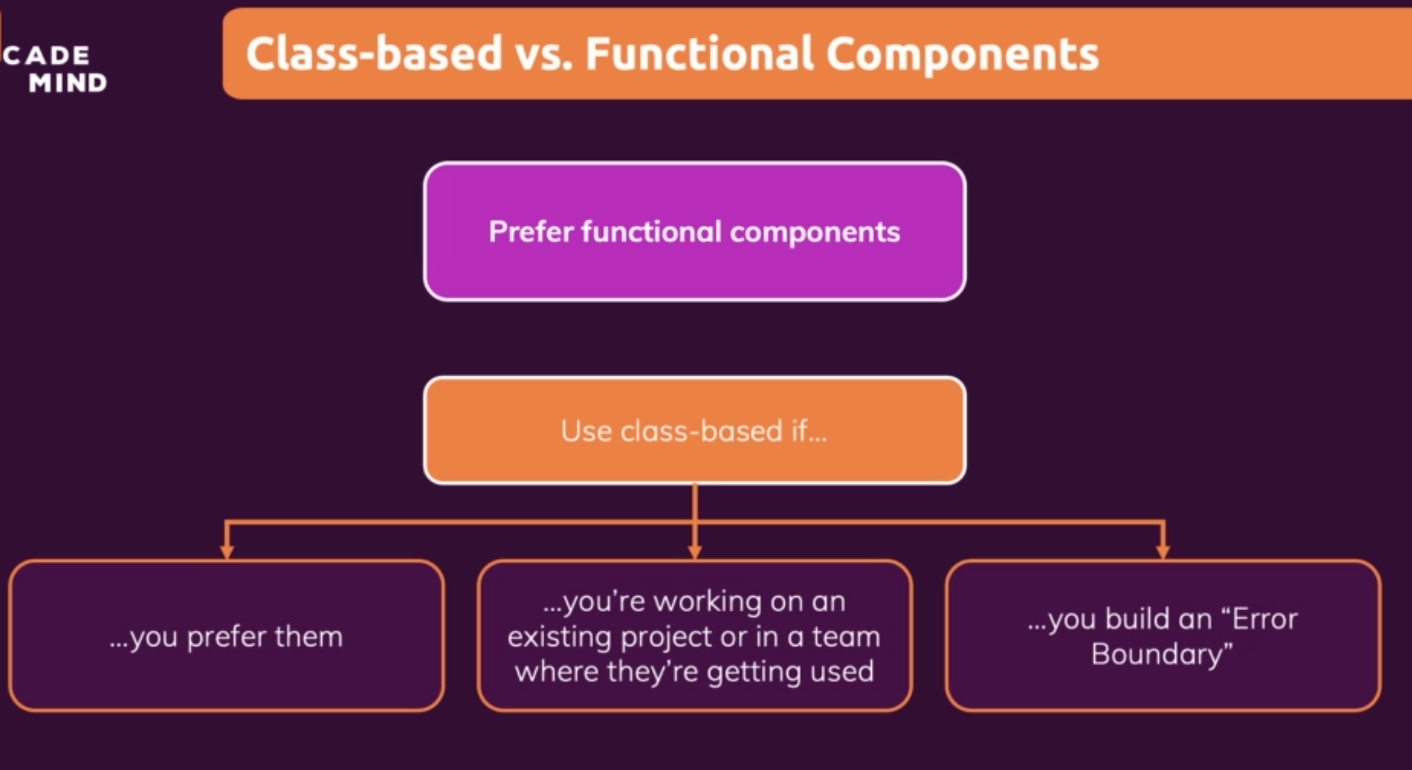 CADE
MIND
Class-based vs. Functional Components
Prefer functional components
Use class-based if...
...you prefer them
...you're working on an
existing project or in a team
where they're getting used
...you build an “Error
Boundary”